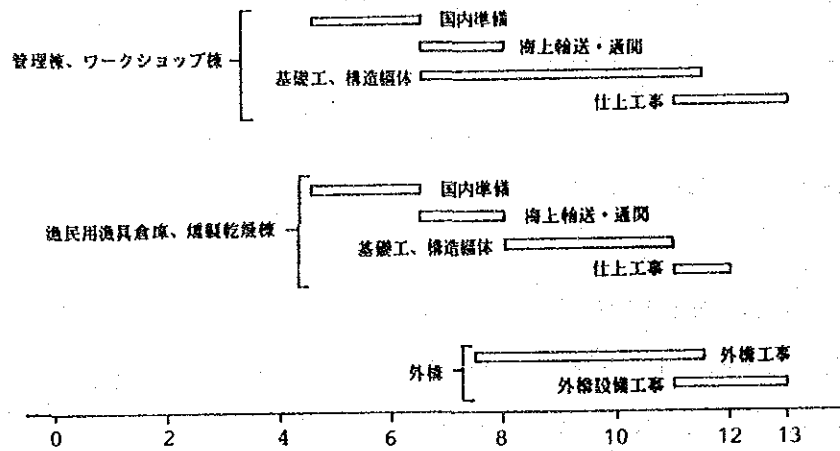 国内準備
海上輸送・通関
管理棟、ワークショップ棟
基礎工、構造躯体
仕上工事
国内準備
海上輸送・通関
漁民用漁具倉庫、燻製乾燥棟
基礎工、構造躯体
仕上工事
外構工事
外構
外構設備工事
0 2 4 6 8 10 12 13